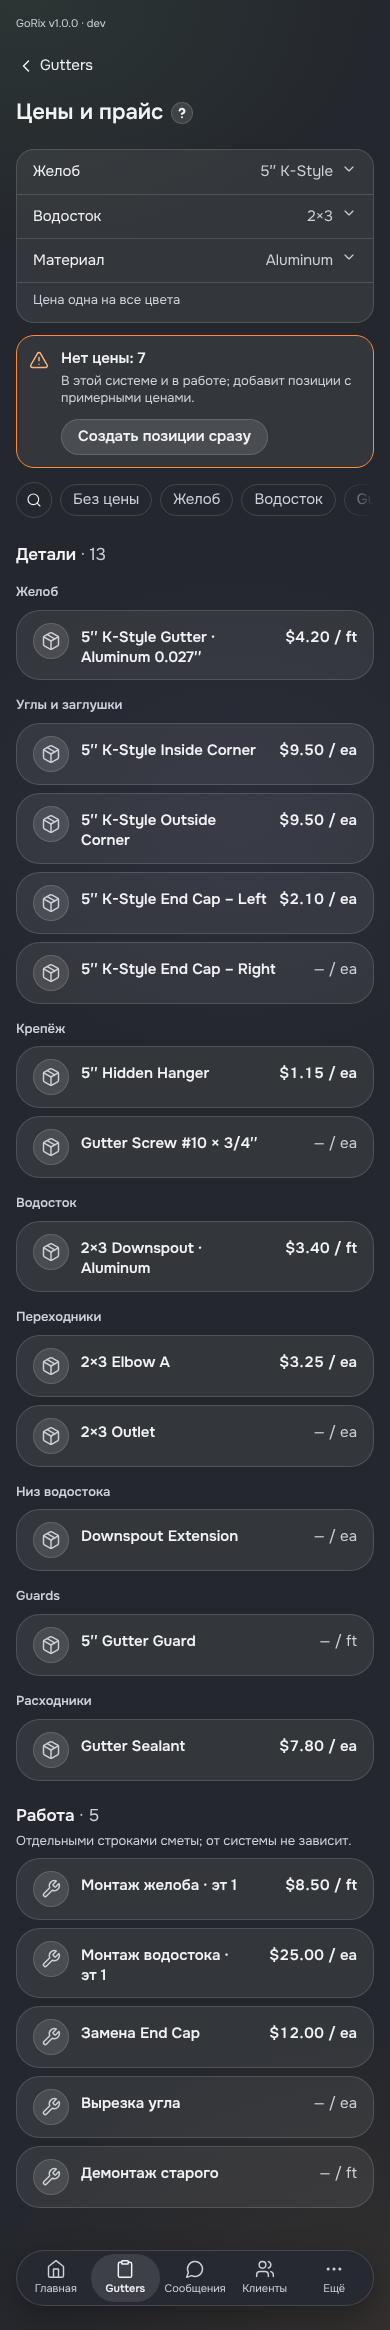 GoRix v1.0.0 · dev
Gutters
Цены и прайс ?
Желоб 5″ K-Style
Водосток 2×3
Материал Aluminum
Цена одна на все цвета
Нет цены: 7
В этой системе и в работе; добавит позиции с
примерными ценами.
Создать позиции сразу
Без цены Желоб Водосток
Детали · 13
Желоб
5″ K-Style Gutter · $4.20 / ft
Aluminum 0.027″
Углы и заглушки
5″ K-Style Inside Corner $9.50 / ea
5″ K-Style Outside $9.50 / ea
Corner
5″ K-Style End Cap – Left $2.10 / ea
5″ K-Style End Cap – Right – / ea
Крепёж
5″ Hidden Hanger $1.15 / ea
Gutter Screw #10 × 3/4″ – / ea
Водосток
2×3 Downspout · $3.40 / ft
Aluminum
Переходники
2×3 Elbow A $3.25 / ea
2×3 Outlet – / ea
Низ водостока
Downspout Extension – / ea
Guards
5″ Gutter Guard – / ft
Расходники
Gutter Sealant $7.80 / ea
Работа · 5
Отдельными строками сметы; от системы не зависит.
Монтаж желоба · эт 1 $8.50 / ft
Монтаж водостока · $25.00 / ea
эт 1
Замена End Cap $12.00 / ea
Вырезка угла – / ea
Демонтаж старого – / ft
Главная Gutters Сообщения Клиенты Ещё